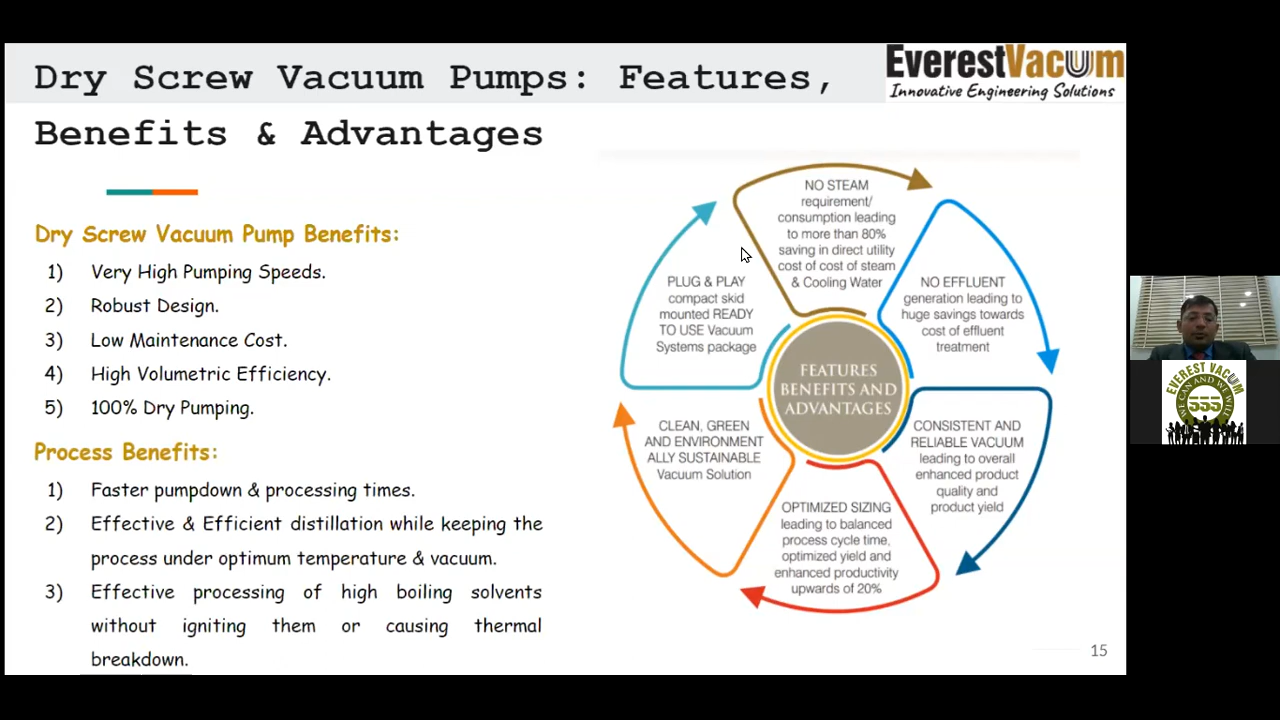 Dry Screw Vacuum Pumps: Features,
Benefits & Advantages
EverestVacuum
Innovative Engineering Solutions
Dry Screw Vacuum Pump Benefits:
1) Very High Pumping Speeds.
2) Robust Design.
3) Low Maintenance Cost.
4) High Volumetric Efficiency.
5) 100% Dry Pumping.
Process Benefits:
1) Faster pumpdown & processing times.
2) Effective & Efficient distillation while keeping the
process under optimum temperature & vacuum.
3) Effective processing of high boiling solvents
without igniting them or causing thermal
breakdown.
NO STEAM
requirement/
consumption leading
to more than 80%
saving in direct utility
cost of cost of steam
& Cooling Water
NO EFFLUENT
generation leading to
huge savings towards
cost of effluent
treatment
CONSISTENT AND
RELIABLE VACUUM
leading to overall
enhanced product
quality and
product yield
OPTIMIZED SIZING
leading to balanced
process cycle time,
optimized yield and
enhanced productivity
upwards of 20%
CLEAN, GREEN
AND ENVIRONMENT
ALLY SUSTAINABLE
Vacuum Solution
PLUG & PLAY
compact skid
mounted READY
TO USE Vacuum
Systems package
FEATURES
BENEFITS AND
ADVANTAGES
15
EVEREST VACUUM
WE CAN AND WE WILL
555